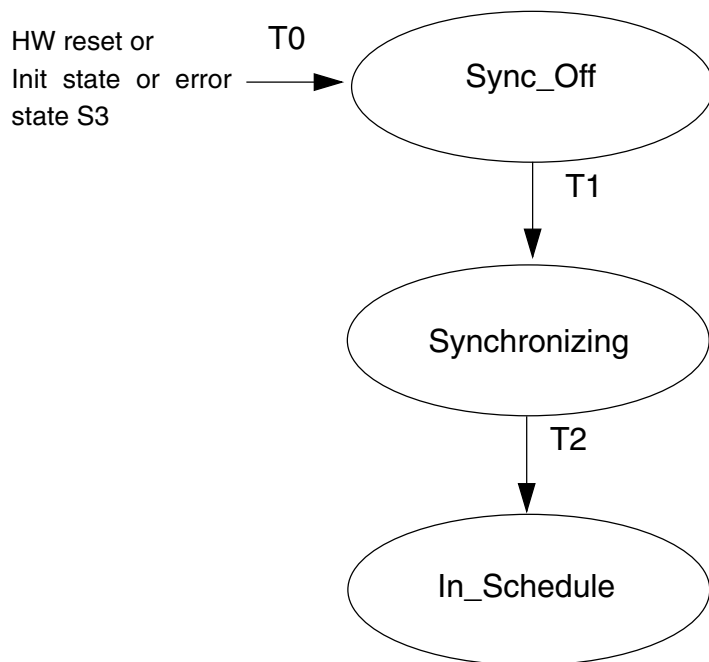 HW reset or
Init state or error
state S3
T0
Sync_Off
T1
Synchronizing
T2
In_Schedule